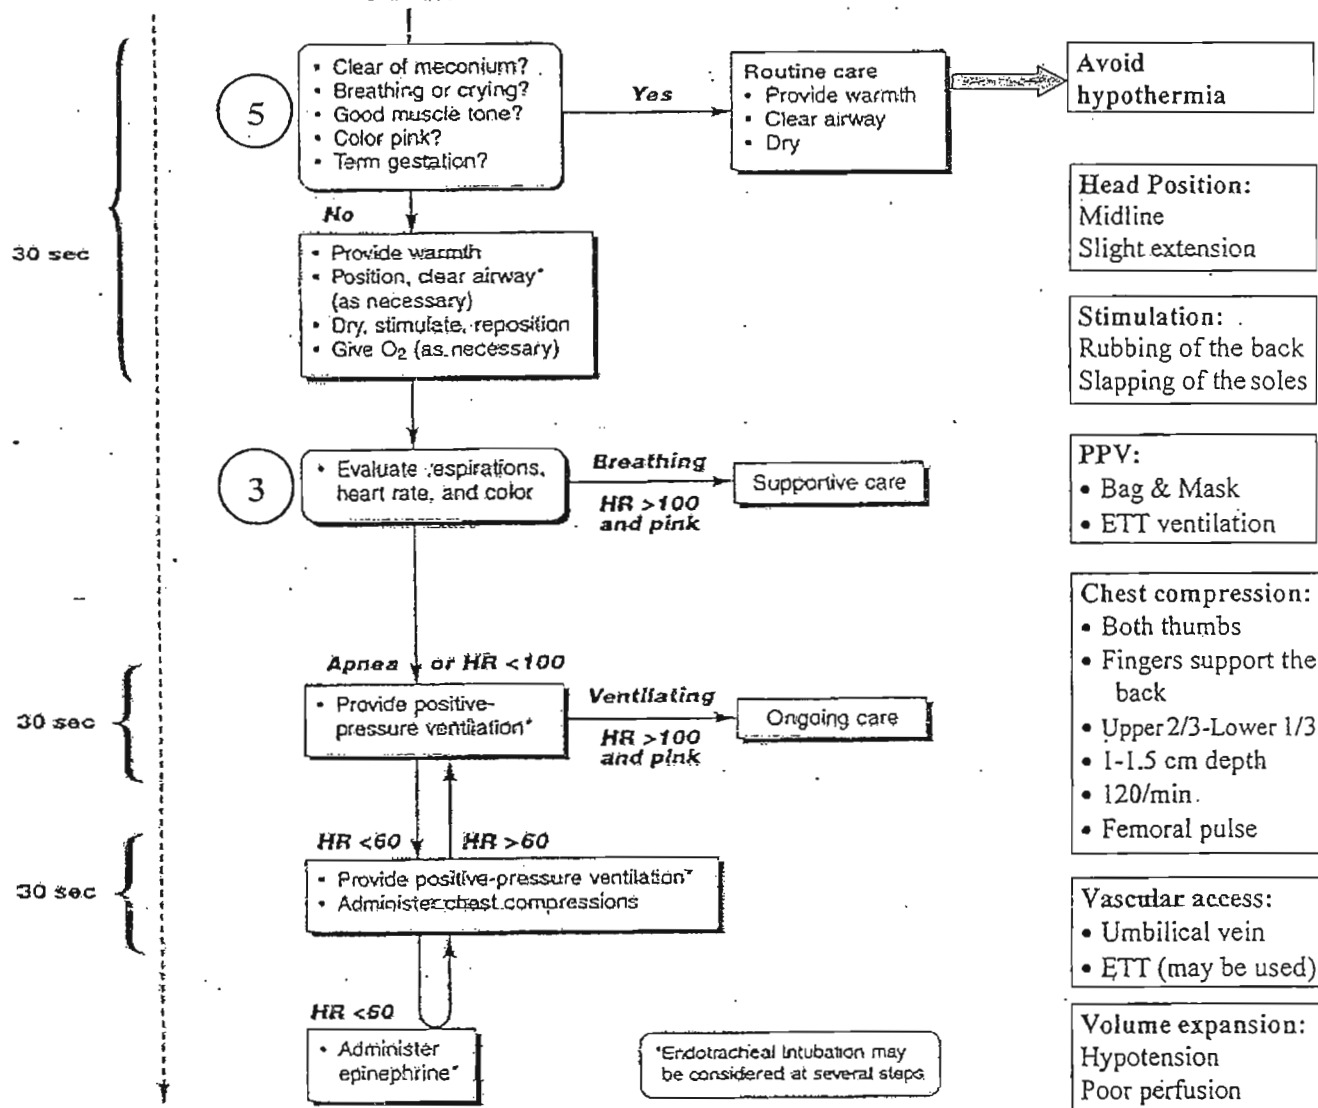 5
• Clear of meconium?
• Breathing or crying?
• Good muscle tone?
• Color pink?
• Term gestation?
Yes
Routine care
• Provide warmth
• Clear airway
• Dry
Avoid
hypothermia
No
30 sec
• Provide warmth
• Position, clear airway*
(as necessary)
• Dry, stimulate, reposition
• Give O₂ (as necessary)
Head Position:
Midline
Slight extension
Stimulation:
Rubbing of the back
Slapping of the soles
3
• Evaluate respirations,
heart rate, and color
Breathing
HR >100
and pink
Supportive care
PPV:
• Bag & Mask
• ETT ventilation
Apnea or HR <100
30 sec
• Provide positive-
pressure ventilation*
Ventilating
HR >100
and pink
Ongoing care
Chest compression:
• Both thumbs
• Fingers support the
back
• Upper 2/3-Lower 1/3
• 1-1.5 cm depth
• 120/min.
• Femoral pulse
HR <60
HR >60
30 sec
• Provide positive-pressure ventilation*
• Administer chest compressions
Vascular access:
• Umbilical vein
• ETT (may be used)
HR <60
• Administer
epinephrine*
*Endotracheal Intubation may
be considered at several steps
Volume expansion:
Hypotension
Poor perfusion